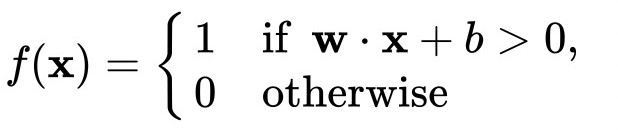 f(x) = { 1 if w · x + b > 0,
0 otherwise